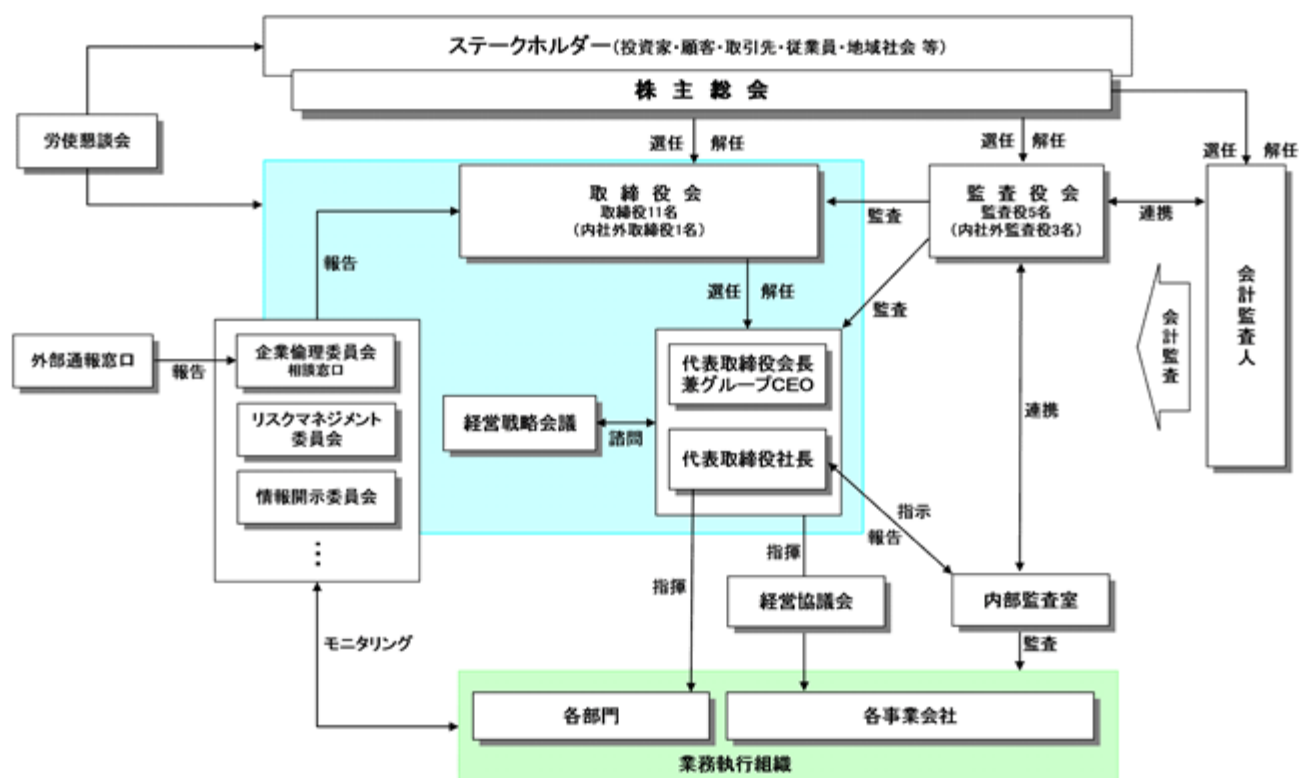 ステークホルダー(投資家・顧客・取引先・従業員・地域社会 等)
株主総会
労使懇談会
選任 解任
選任 解任
選任 解任
取締役会
取締役11名
(内社外取締役1名)
監査
監査役会
監査役5名
(内社外監査役3名)
連携
会計監査人
報告
選任 解任
監査
会計監査
外部通報窓口
報告
企業倫理委員会
相談窓口
リスクマネジメント
委員会
情報開示委員会
⋮
経営戦略会議
諮問
代表取締役会長
兼グループCEO
代表取締役社長
連携
指示
報告
指揮
指揮
経営協議会
内部監査室
監査
モニタリング
各部門
各事業会社
業務執行組織